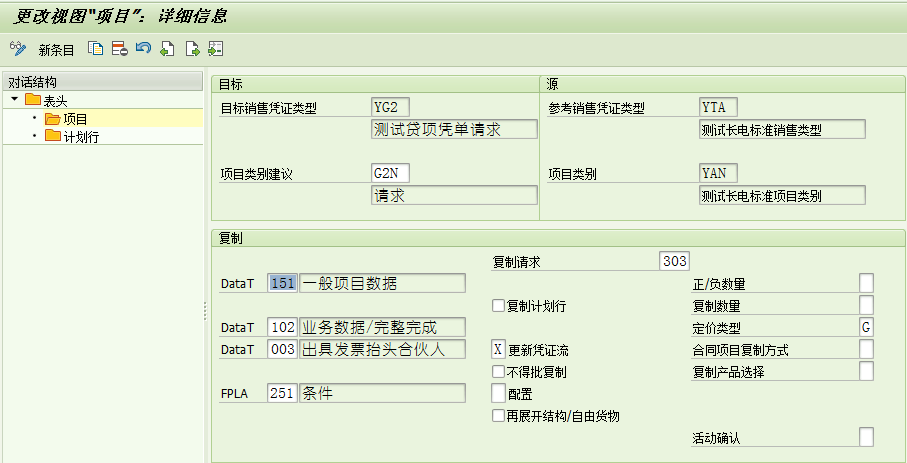 更改视图"项目": 详细信息
新条目
对话结构
表头
项目
计划行
目标
源
目标销售凭证类型 YG2
参考销售凭证类型 YTA
测试贷项凭单请求
测试长电标准销售类型
项目类别建议 G2N
项目类别 YAN
请求
测试长电标准项目类别
复制
复制请求 303
DataT 151 一般项目数据
正/负数量
复制计划行
复制数量
DataT 102 业务数据/完整完成
定价类型 G
DataT 003 出具发票抬头合伙人
X 更新凭证流
合同项目复制方式
不得批复制
复制产品选择
FPLA 251 条件
配置
再展开结构/自由货物
活动确认